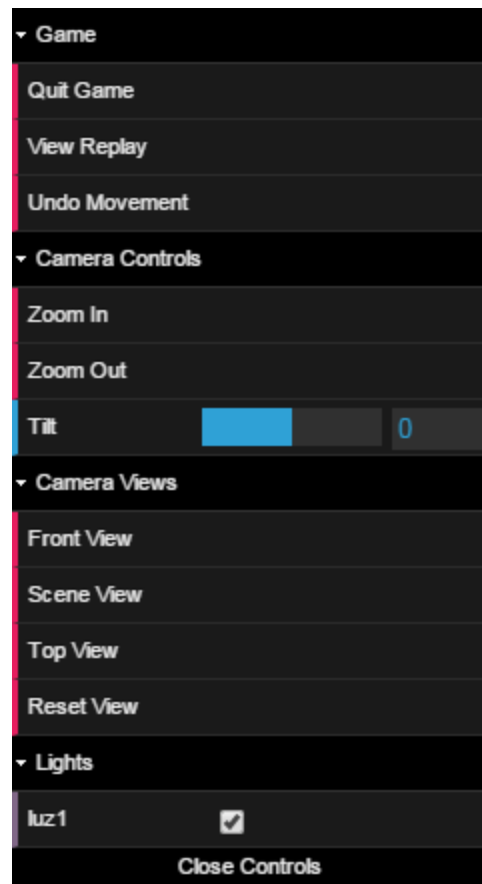 Game
Quit Game
View Replay
Undo Movement
Camera Controls
Zoom In
Zoom Out
Tilt 0
Camera Views
Front View
Scene View
Top View
Reset View
Lights
luz1
Close Controls